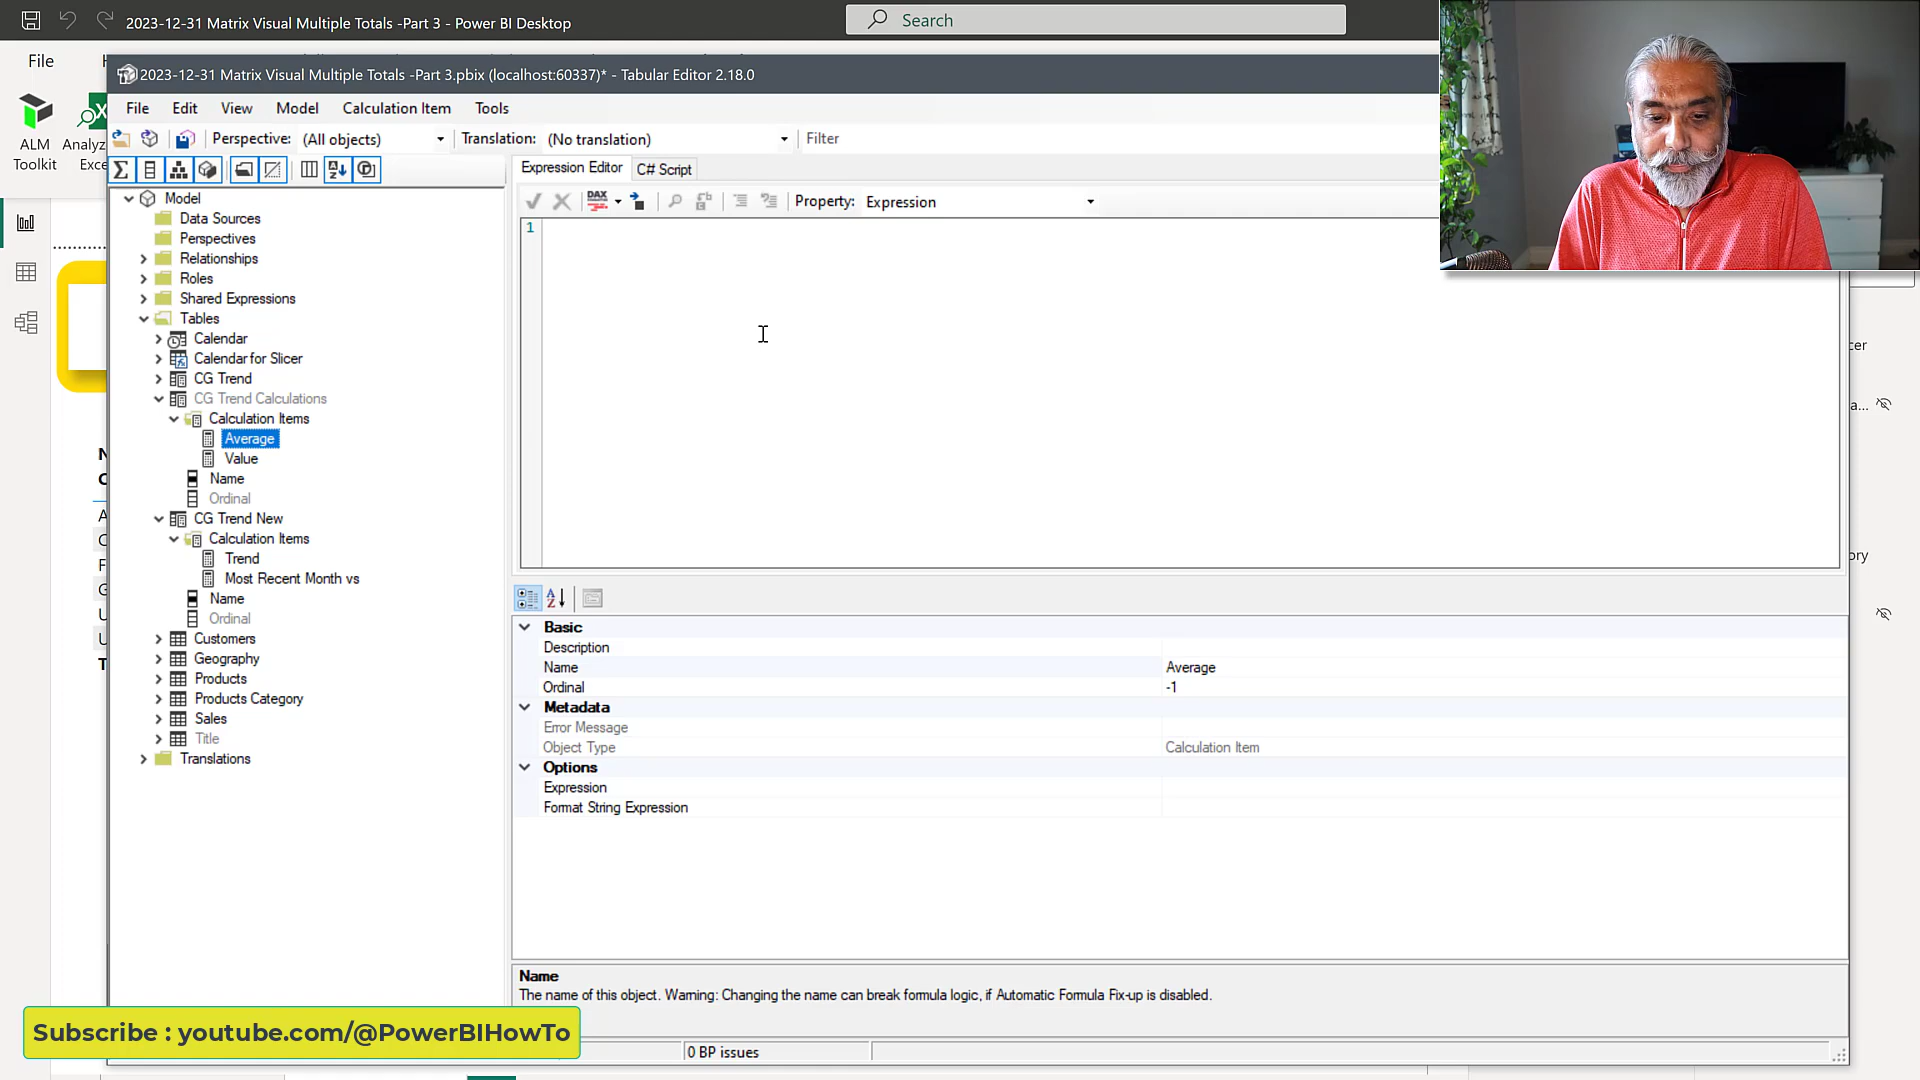 2023-12-31 Matrix Visual Multiple Totals -Part 3 - Power BI Desktop
Search
File
ALM
Toolkit
Analyz
Exce
2023-12-31 Matrix Visual Multiple Totals -Part 3.pbix (localhost:60337)* - Tabular Editor 2.18.0
File Edit View Model Calculation Item Tools
Perspective: (All objects) Translation: (No translation) Filter
Expression Editor C# Script
DAX Property: Expression
1
Model
Data Sources
Perspectives
Relationships
Roles
Shared Expressions
Tables
Calendar
Calendar for Slicer
CG Trend
CG Trend Calculations
Calculation Items
Average
Value
Name
Ordinal
CG Trend New
Calculation Items
Trend
Most Recent Month vs
Name
Ordinal
Customers
Geography
Products
Products Category
Sales
Title
Translations
Basic
Description
Name Average
Ordinal -1
Metadata
Error Message
Object Type Calculation Item
Options
Expression
Format String Expression
Name
The name of this object. Warning: Changing the name can break formula logic, if Automatic Formula Fix-up is disabled.
0 BP issues
cer
a...
ory
Subscribe : youtube.com/@PowerBIHowTo